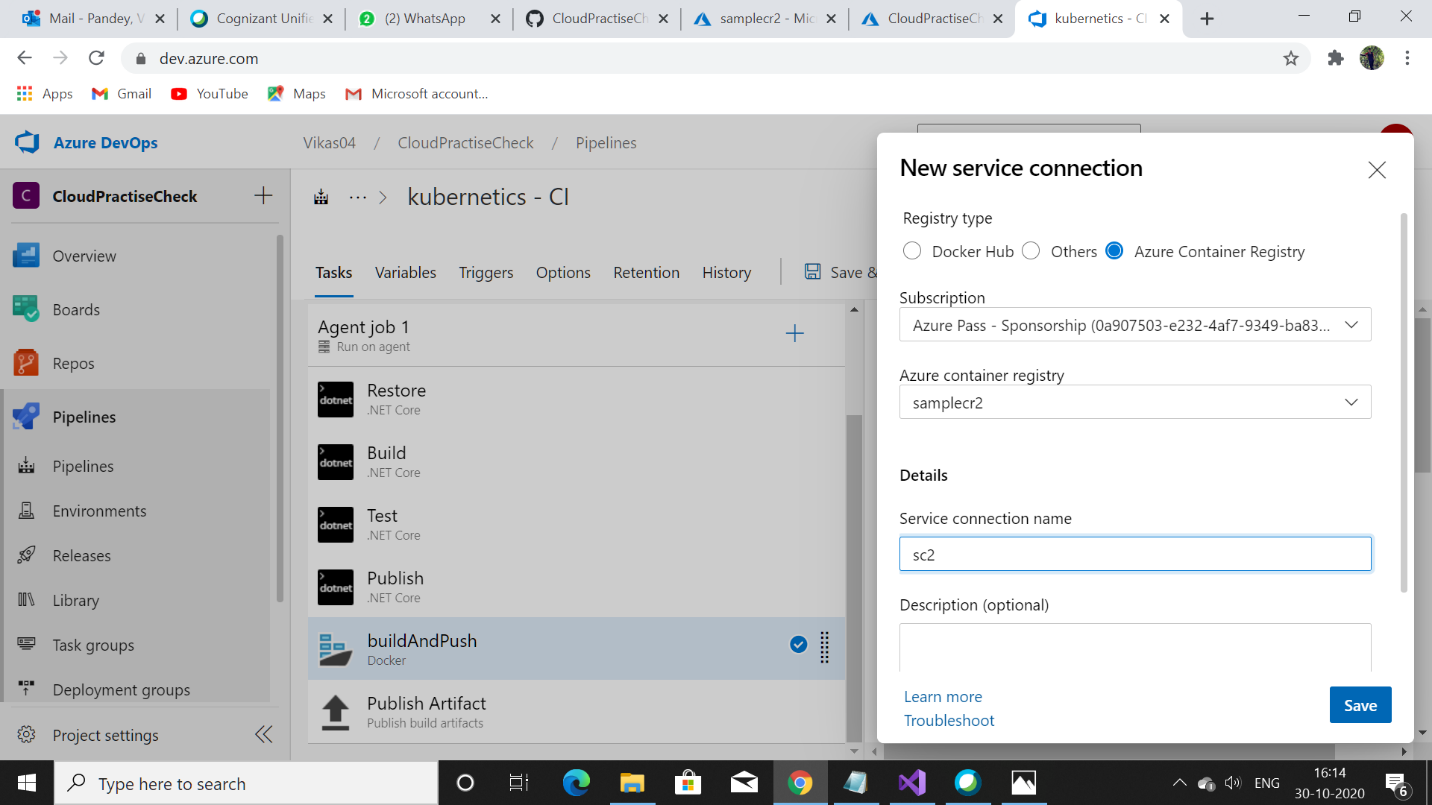 Mail - Pandey, V
Cognizant Unifie
(2) WhatsApp
CloudPractiseCh
samplecr2 - Mic
CloudPractiseCh
kubernetics - CI
dev.azure.com
Apps
Gmail
YouTube
Maps
Microsoft account...
Azure DevOps
Vikas04 / CloudPractiseCheck / Pipelines
C
CloudPractiseCheck
Overview
Boards
Repos
Pipelines
Pipelines
Environments
Releases
Library
Task groups
Deployment groups
Project settings
··· > kubernetics - CI
Tasks
Variables
Triggers
Options
Retention
History
Save &
Agent job 1
Run on agent
dotnet
Restore
.NET Core
dotnet
Build
.NET Core
dotnet
Test
.NET Core
dotnet
Publish
.NET Core
buildAndPush
Docker
Publish Artifact
Publish build artifacts
New service connection
Registry type
Docker Hub
Others
Azure Container Registry
Subscription
Azure Pass - Sponsorship (0a907503-e232-4af7-9349-ba83...
Azure container registry
samplecr2
Details
Service connection name
sc2
Description (optional)
Learn more
Troubleshoot
Save
Type here to search
ENG
16:14
30-10-2020
6